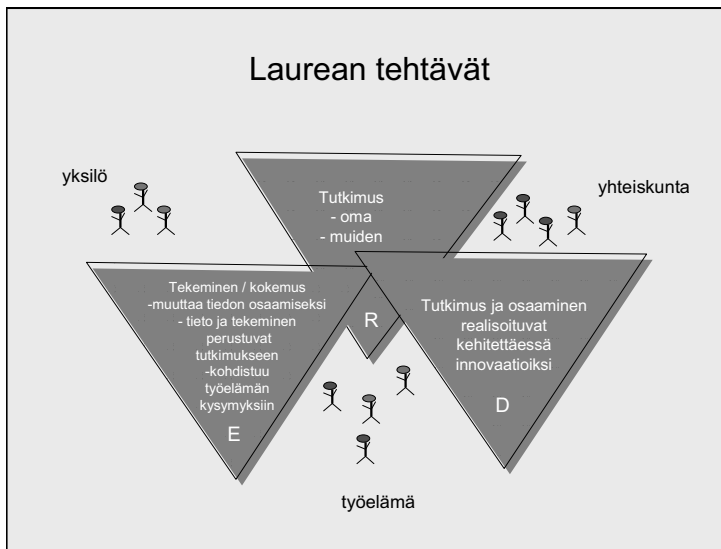 Laurean tehtävät
yksilö
yhteiskunta
Tutkimus
- oma
- muiden
R
Tekeminen / kokemus
-muuttaa tiedon osaamiseksi
- tieto ja tekeminen
perustuvat
tutkimukseen
-kohdistuu
työelämän
kysymyksiin
E
Tutkimus ja osaaminen
realisoituvat
kehitettäessä
innovaatioiksi
D
työelämä